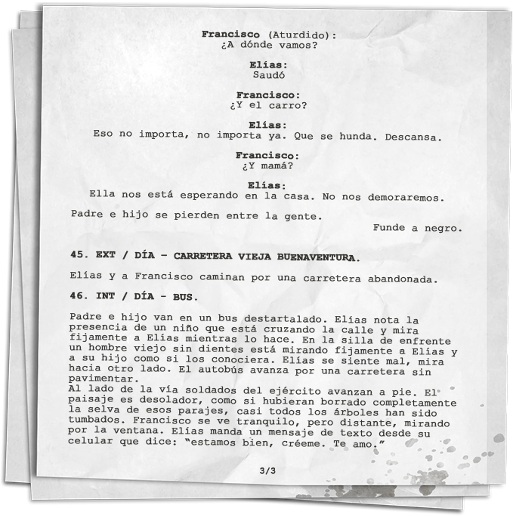 Francisco (Aturdido):
¿A dónde vamos?
Elías:
Saudó
Francisco:
¿Y el carro?
Elías:
Eso no importa, no importa ya. Que se hunda. Descansa.
Francisco:
¿Y mamá?
Elías:
Ella nos está esperando en la casa. No nos demoraremos.
Padre e hijo se pierden entre la gente.
Funde a negro.
45. EXT / DÍA – CARRETERA VIEJA BUENAVENTURA.
Elías y a Francisco caminan por una carretera abandonada.
46. INT / DÍA - BUS.
Padre e hijo van en un bus destartalado. Elías nota la
presencia de un niño que está cruzando la calle y mira
fijamente a Elías mientras lo hace. En la silla de enfrente
un hombre viejo sin dientes está mirando fijamente a Elías y
a su hijo como si los conociera. Elías se siente mal, mira
hacia otro lado. El autobús avanza por una carretera sin
pavimentar.
Al lado de la vía soldados del ejército avanzan a pie. El
paisaje es desolador, como si hubieran borrado completamente
la selva de esos parajes, casi todos los árboles han sido
tumbados. Francisco se ve tranquilo, pero distante, mirando
por la ventana. Elías manda un mensaje de texto desde su
celular que dice: “estamos bien, créeme. Te amo.”
3/3